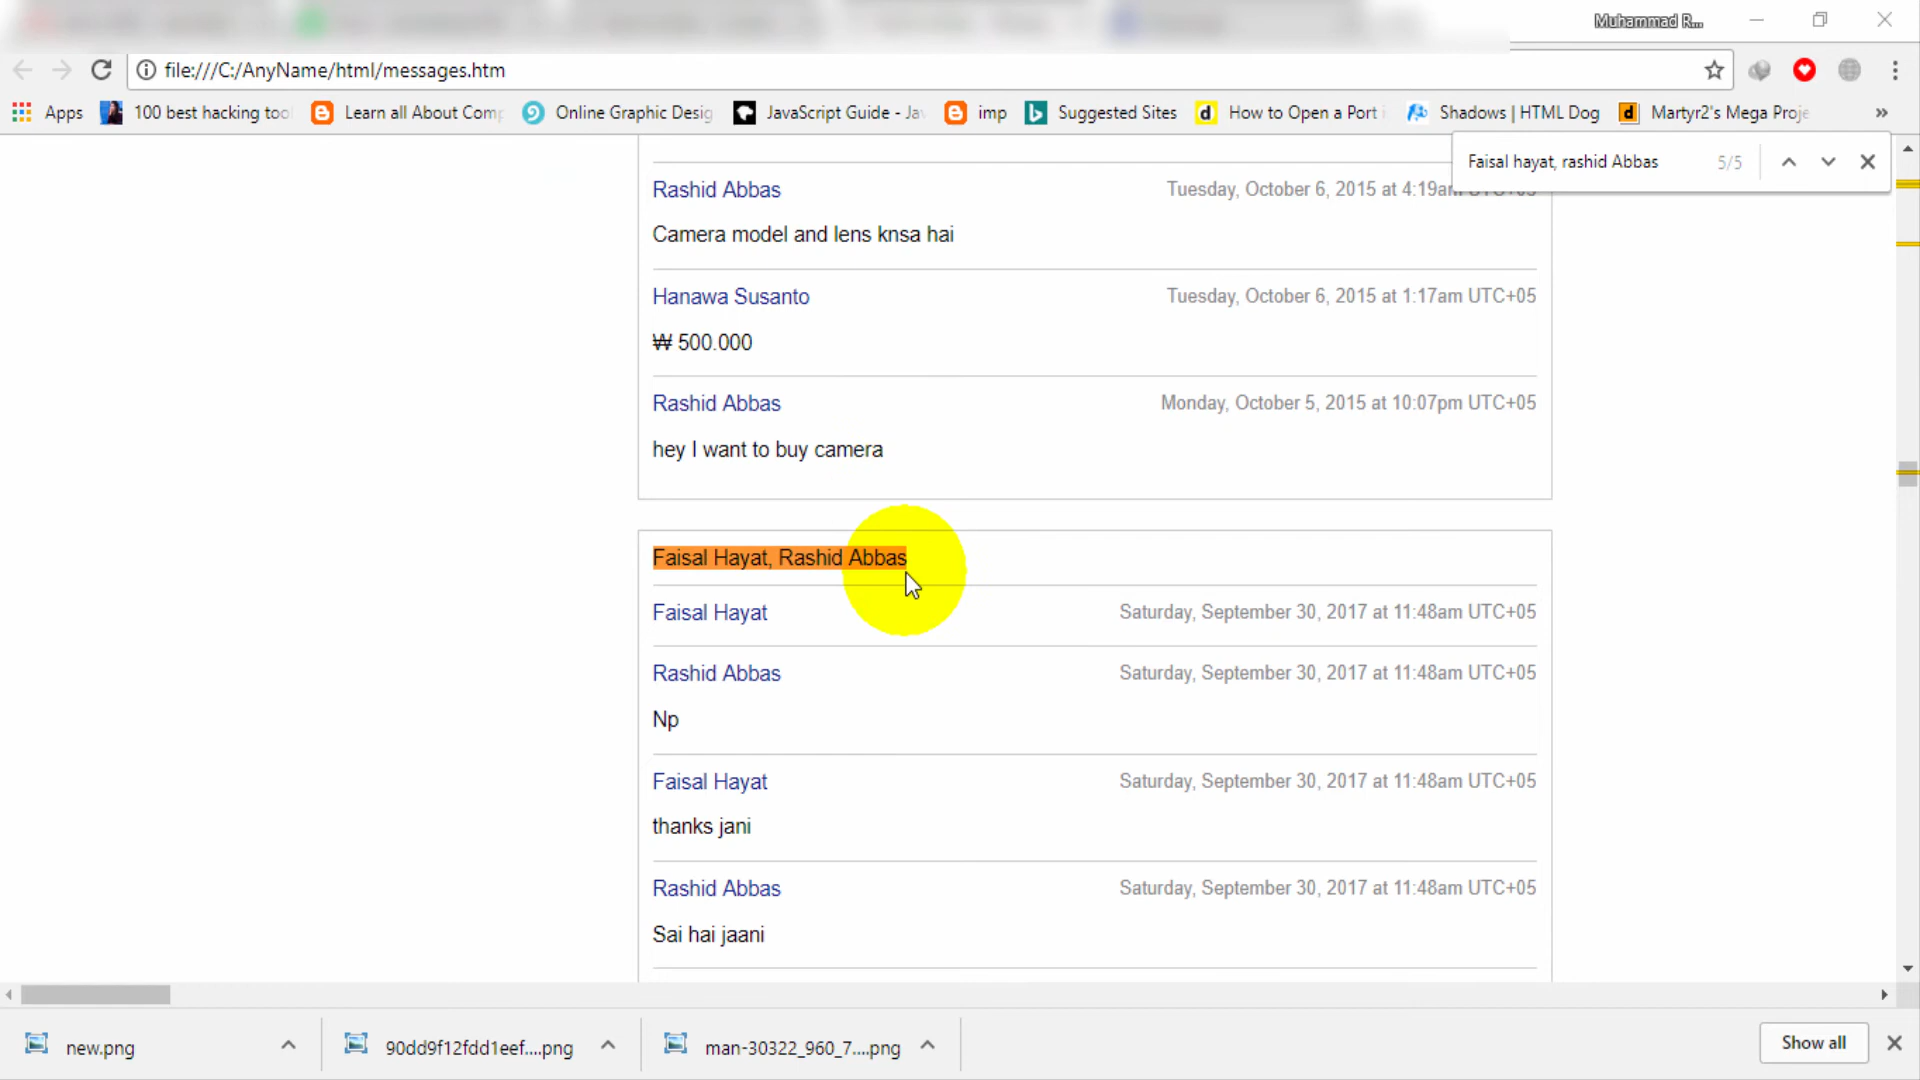 Muhammad R...
file:///C:/AnyName/html/messages.htm
Apps 100 best hacking too Learn all About Com Online Graphic Desig JavaScript Guide - Ja imp Suggested Sites How to Open a Port Shadows | HTML Dog Martyr2's Mega Proje »
Faisal hayat, rashid Abbas 5/5
Rashid Abbas Tuesday, October 6, 2015 at 4:19am UTC+05
Camera model and lens knsa hai
Hanawa Susanto Tuesday, October 6, 2015 at 1:17am UTC+05
₩ 500.000
Rashid Abbas Monday, October 5, 2015 at 10:07pm UTC+05
hey I want to buy camera
Faisal Hayat, Rashid Abbas
Faisal Hayat Saturday, September 30, 2017 at 11:48am UTC+05
Rashid Abbas Saturday, September 30, 2017 at 11:48am UTC+05
Np
Faisal Hayat Saturday, September 30, 2017 at 11:48am UTC+05
thanks jani
Rashid Abbas Saturday, September 30, 2017 at 11:48am UTC+05
Sai hai jaani
new.png 90dd9f12fdd1eef....png man-30322_960_7....png Show all